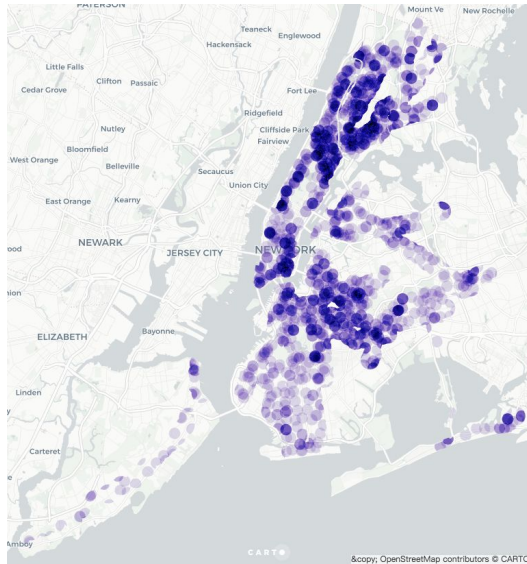 PATERSON
Mount Ve
New Rochelle
Teaneck
Englewood
Hackensack
Little Falls
Clifton
Passaic
Cedar Grove
Fort Lee
Ridgefield
Nutley
Cliffside Park
Bloomfield
Fairview
West Orange
Belleville
Secaucus
Union City
East Orange
Kearny
NEWARK
NEW YORK
JERSEY CITY
ood
nion
ELIZABETH
Bayonne
Linden
y
Carteret
e
Amboy
CARTO
&copy; OpenStreetMap contributors © CARTO